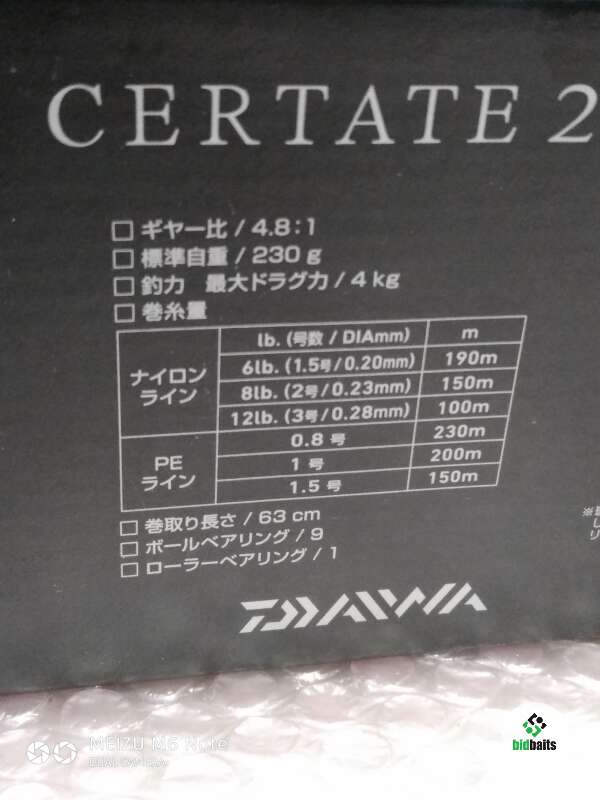 CERTATE 2
□ ギヤー比 / 4.8:1
□ 標準自重 / 230 g
□ 釣力 最大ドラグ力 / 4 kg
□ 巻糸量
lb. (号数 / DIAmm) m
ナイロンライン 6lb. (1.5号/0.20mm) 190m
8lb. (2号/0.23mm) 150m
12lb. (3号/0.28mm) 100m
PEライン 0.8 号 230m
1 号 200m
1.5 号 150m
□ 巻取り長さ / 63 cm
□ ボールベアリング / 9
□ ローラーベアリング / 1
DAIWA
MEIZU M6 Note
DUAL CAMERA
bidbaits